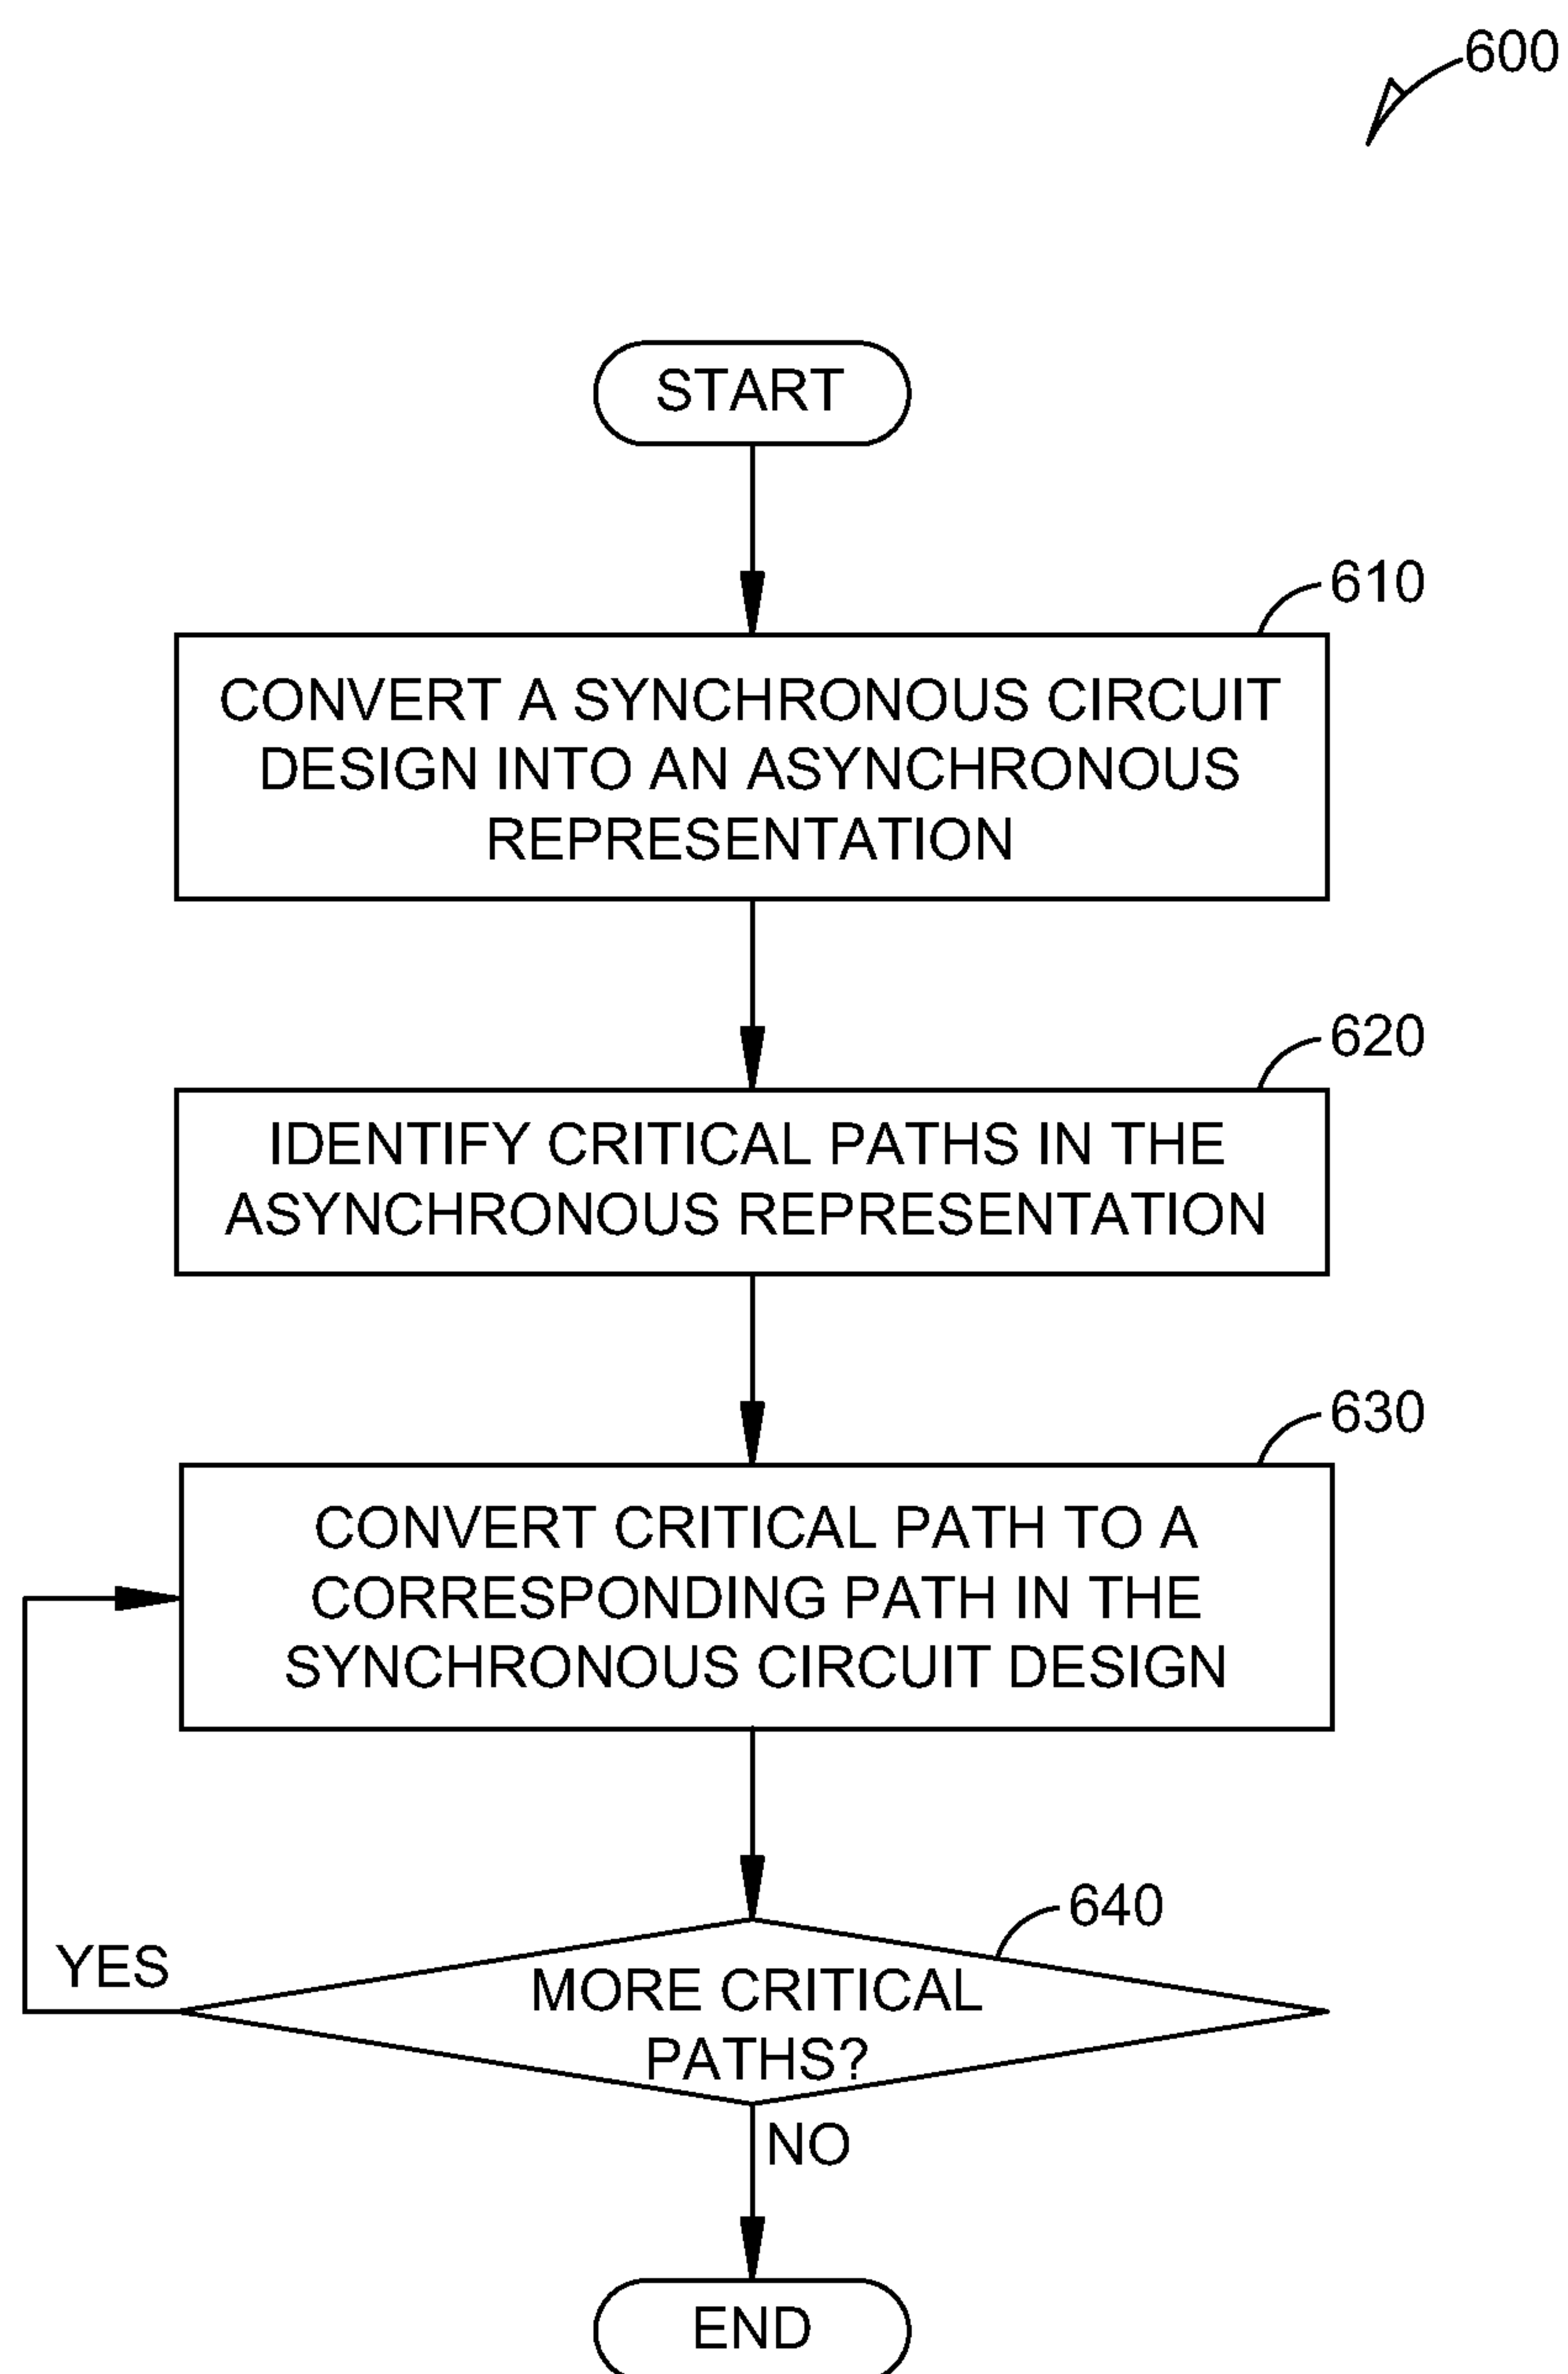 600
START
610
CONVERT A SYNCHRONOUS CIRCUIT
DESIGN INTO AN ASYNCHRONOUS
REPRESENTATION
620
IDENTIFY CRITICAL PATHS IN THE
ASYNCHRONOUS REPRESENTATION
630
CONVERT CRITICAL PATH TO A
CORRESPONDING PATH IN THE
SYNCHRONOUS CIRCUIT DESIGN
640
YES
MORE CRITICAL
PATHS?
NO
END